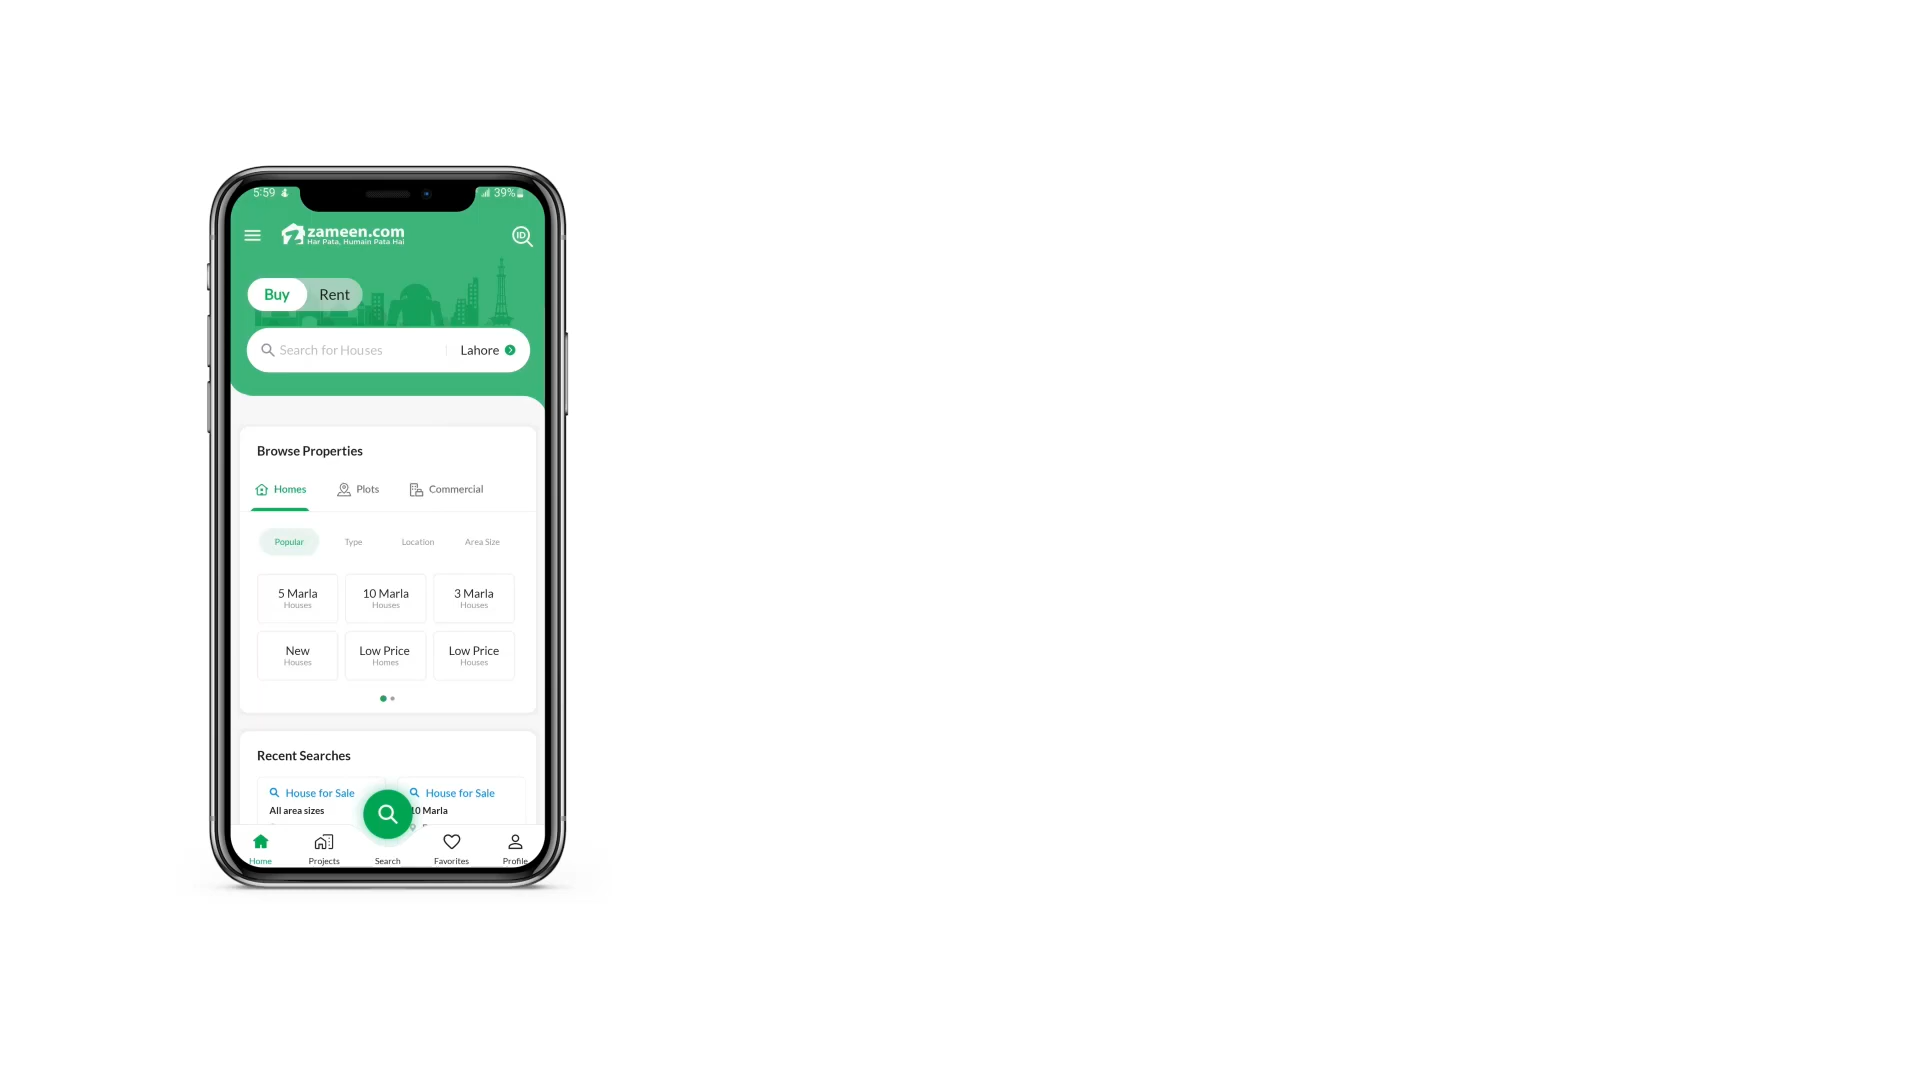 5:59
39%
zameen.com
Har Pata, Humain Pata Hai
ID
Buy Rent
Search for Houses Lahore
Browse Properties
Homes Plots Commercial
Popular Type Location Area Size
5 Marla 10 Marla 3 Marla
Houses Houses Houses
New Low Price Low Price
Houses Homes Houses
Recent Searches
House for Sale House for Sale
All area sizes 10 Marla
Home Projects Search Favorites Profile